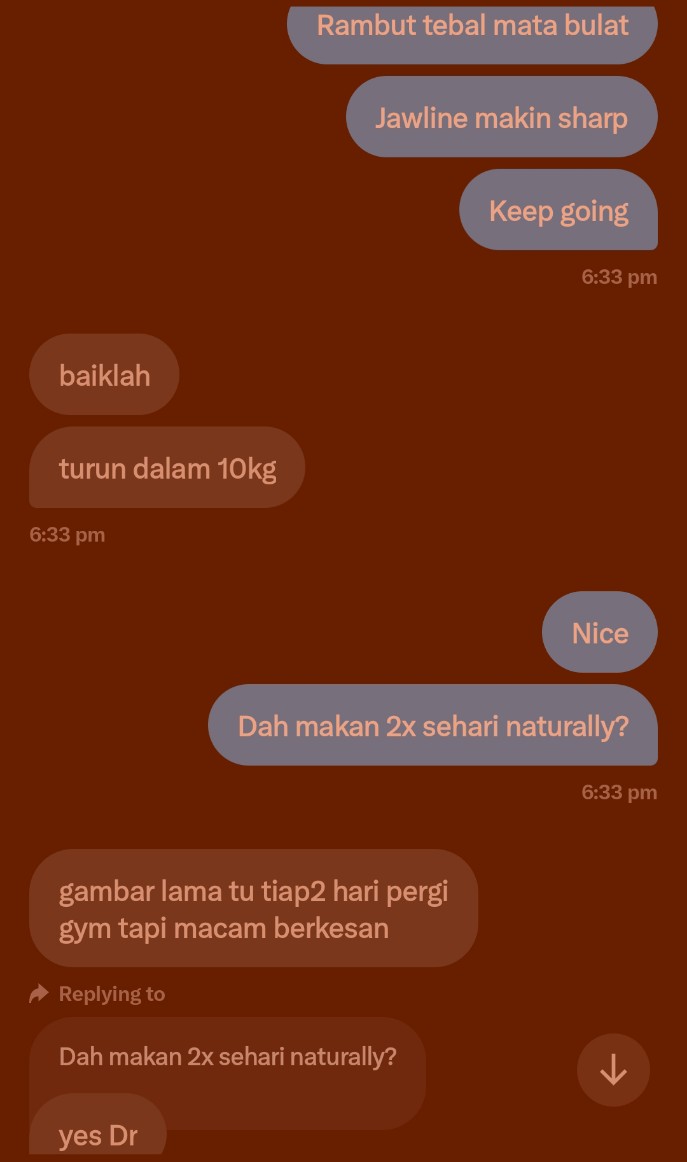 Rambut tebal mata bulat
Jawline makin sharp
Keep going
6:33 pm
baiklah
turun dalam 10kg
6:33 pm
Nice
Dah makan 2x sehari naturally?
6:33 pm
gambar lama tu tiap2 hari pergi
gym tapi macam berkesan
Replying to
Dah makan 2x sehari naturally?
yes Dr